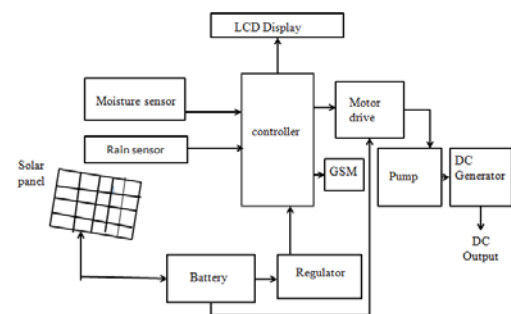 LCD Display
Moisture sensor
controller
Motor
drive
Rain sensor
Solar
panel
GSM
Pump
DC
Generator
DC
Output
Battery
Regulator